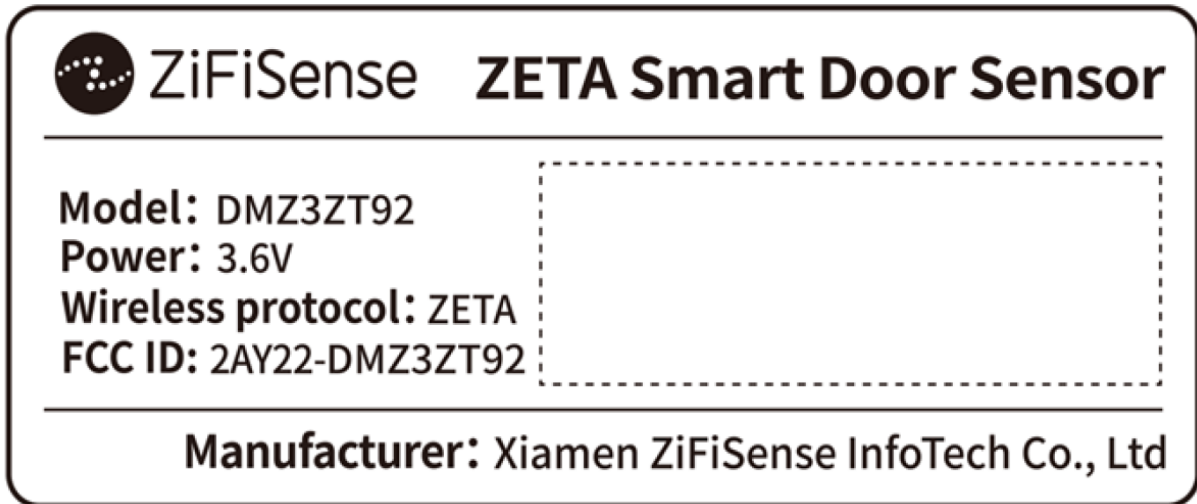 ZiFiSense ZETA Smart Door Sensor
Model: DMZ3ZT92
Power: 3.6V
Wireless protocol: ZETA
FCC ID: 2AY22-DMZ3ZT92
Manufacturer: Xiamen ZiFiSense InfoTech Co., Ltd